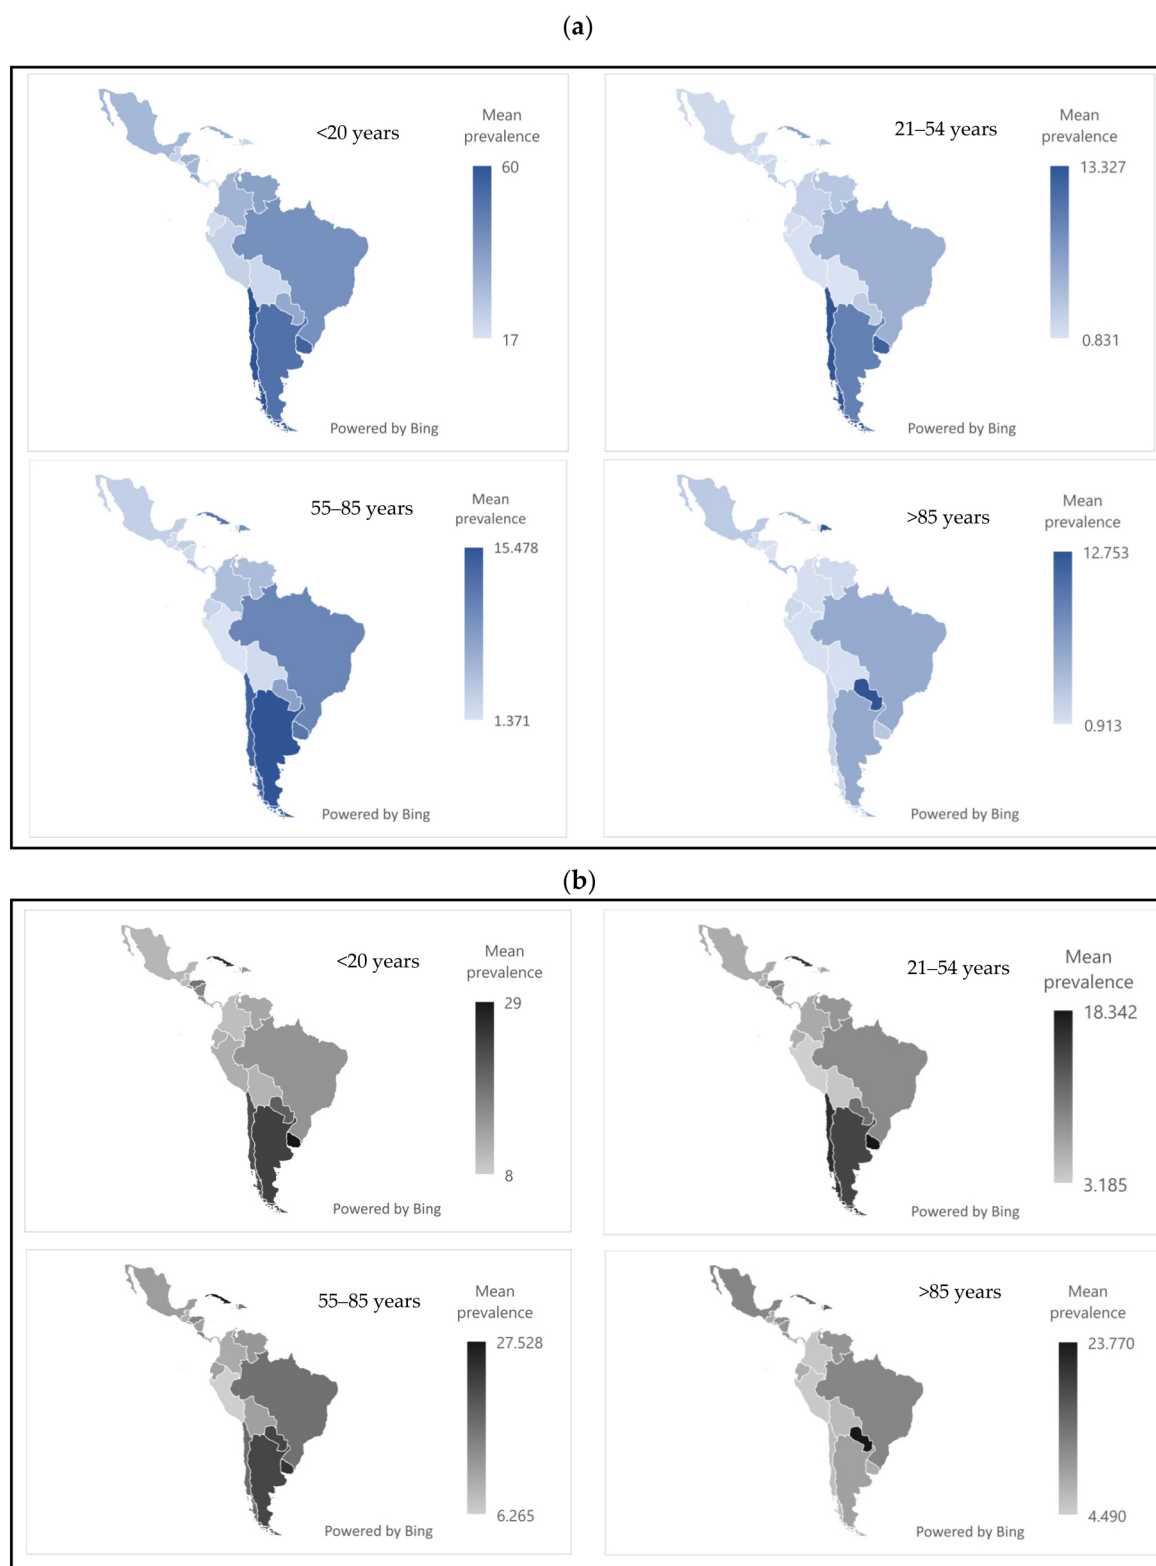 (a)
<20 years
Mean
prevalence
60
17
Powered by Bing
21–54 years
Mean
prevalence
13.327
0.831
Powered by Bing
55–85 years
Mean
prevalence
15.478
1.371
Powered by Bing
>85 years
Mean
prevalence
12.753
0.913
Powered by Bing
(b)
<20 years
Mean
prevalence
29
8
Powered by Bing
21–54 years
Mean
prevalence
18.342
3.185
Powered by Bing
55–85 years
Mean
prevalence
27.528
6.265
Powered by Bing
>85 years
Mean
prevalence
23.770
4.490
Powered by Bing